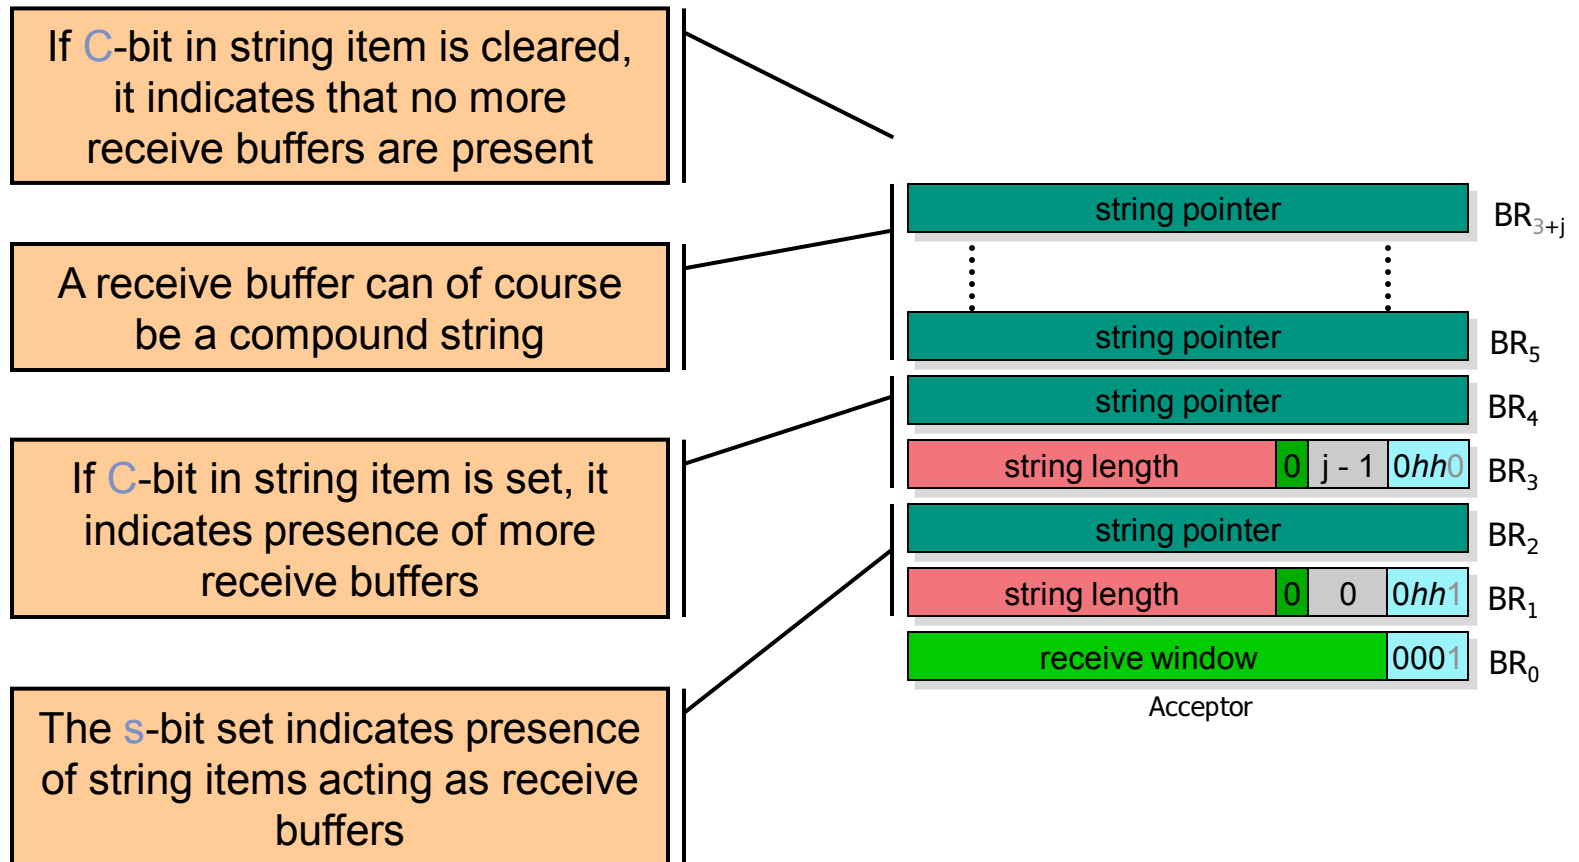 If C-bit in string item is cleared,
it indicates that no more
receive buffers are present
A receive buffer can of course
be a compound string
If C-bit in string item is set, it
indicates presence of more
receive buffers
The s-bit set indicates presence
of string items acting as receive
buffers
string pointer BR3+j
string pointer BR5
string pointer BR4
string length 0 j - 1 0hh0 BR3
string pointer BR2
string length 0 0 0hh1 BR1
receive window 0001 BR0
Acceptor